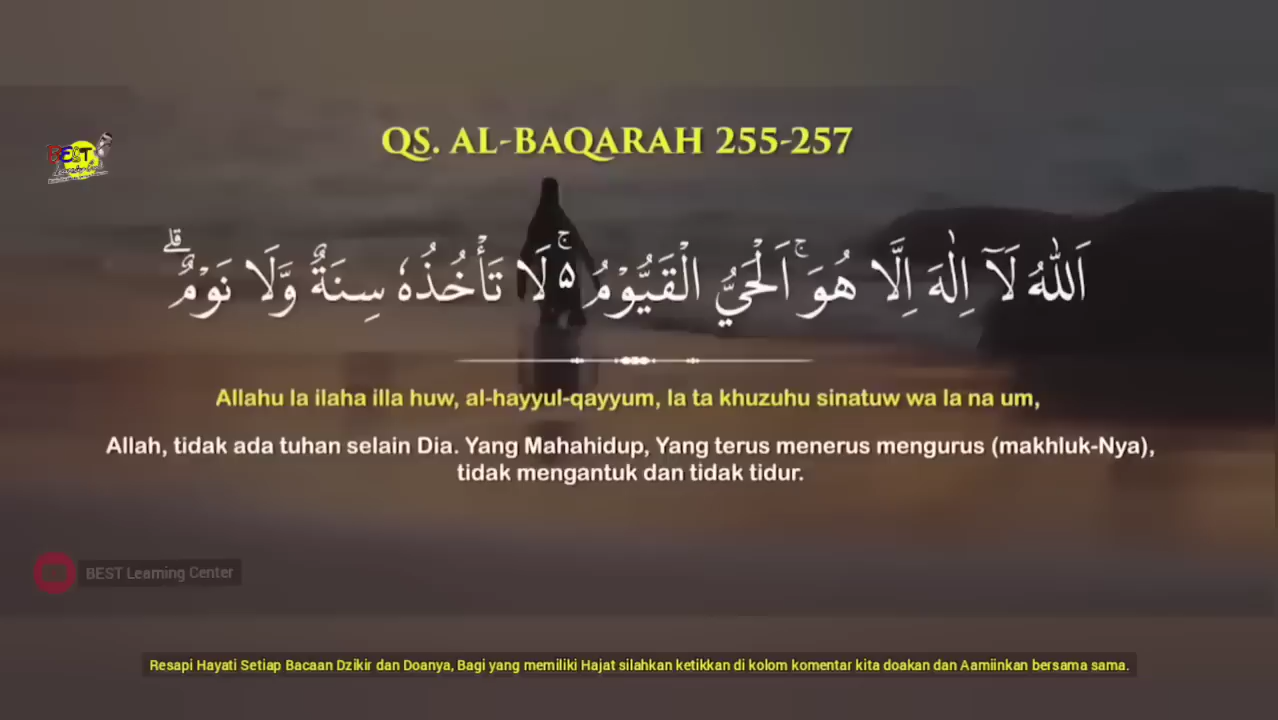 BEST
QS. AL-BAQARAH 255-257
اَللّٰهُ لَآ اِلٰهَ اِلَّا هُوَۚ اَلْحَيُّ الْقَيُّوْمُ ەۚ لَا تَأْخُذُهٗ سِنَةٌ وَّلَا نَوْمٌۗ
Allahu la ilaha illa huw, al-hayyul-qayyum, la ta khuzuhu sinatuw wa la na um,
Allah, tidak ada tuhan selain Dia. Yang Mahahidup, Yang terus menerus mengurus (makhluk-Nya),
tidak mengantuk dan tidak tidur.
BEST Learning Center
Resapi Hayati Setiap Bacaan Dzikir dan Doanya, Bagi yang memiliki Hajat silahkan ketikkan di kolom komentar kita doakan dan Aamiinkan bersama sama.